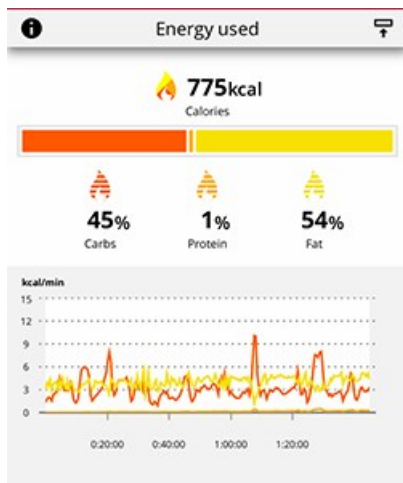 Energy used
775kcal
Calories
45% 1% 54%
Carbs Protein Fat
kcal/min
15
12
9
6
3
0
0:20:00 0:40:00 1:00:00 1:20:00